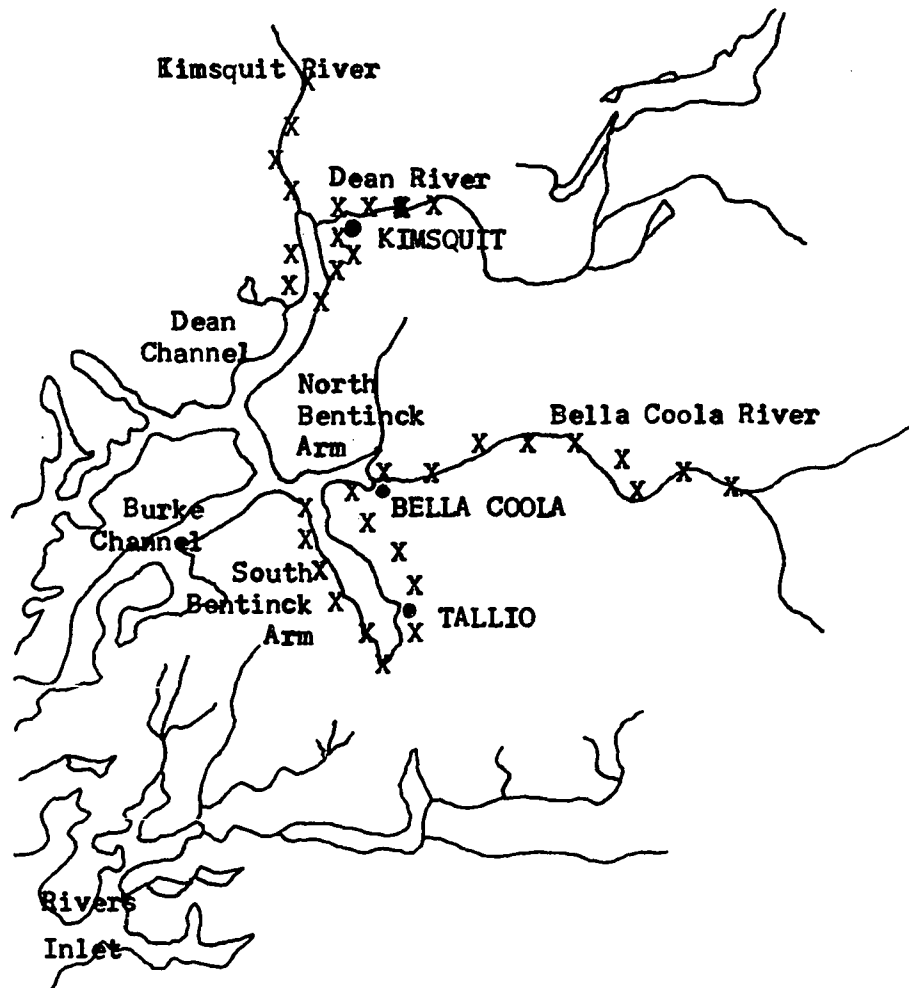 Kimsquit River
Dean River
KIMSQUIT
Dean
Channel
North
Bentinck
Arm
Bella Coola River
BELLA COOLA
Burke
Channel
South
Bentinck
Arm
TALLIO
Rivers
Inlet
X X X X X X X X X X X X X X X X X X X X X X X X X X X X X X X X X X X X